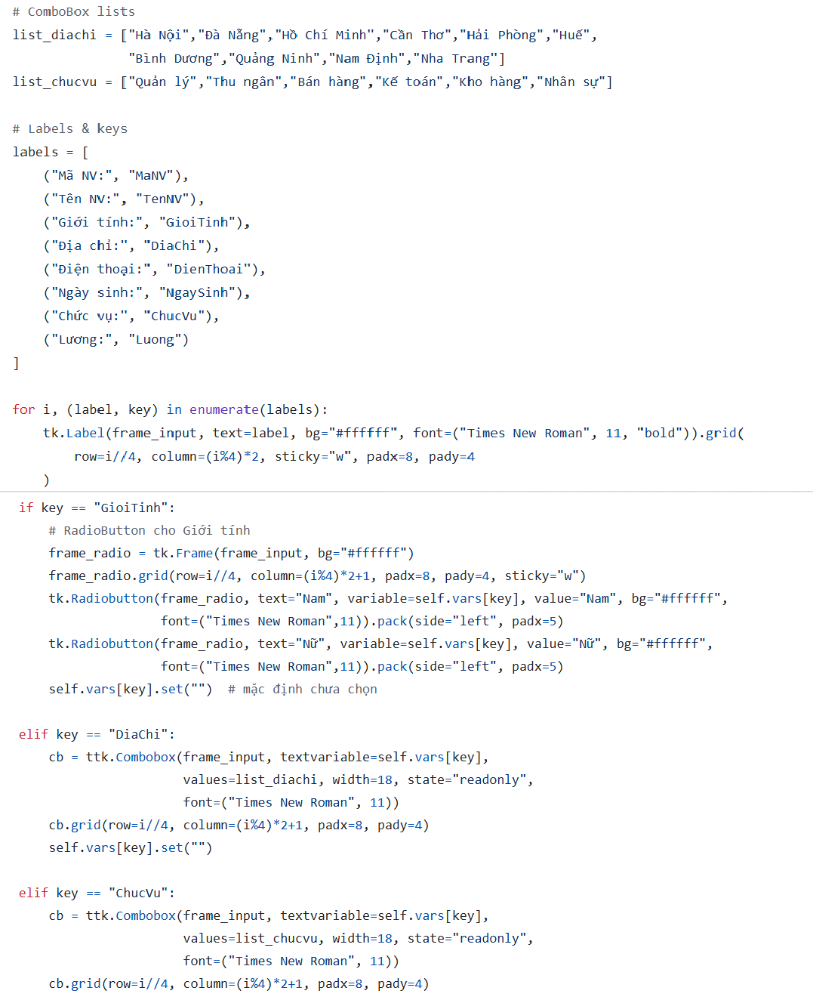 # ComboBox lists
list_diachi = ["Hà Nội","Đà Nẵng","Hồ Chí Minh","Cần Thơ","Hải Phòng","Huế",
"Bình Dương","Quảng Ninh","Nam Định","Nha Trang"]
list_chucvu = ["Quản lý","Thu ngân","Bán hàng","Kế toán","Kho hàng","Nhân sự"]
# Labels & keys
labels = [
("Mã NV:", "MaNV"),
("Tên NV:", "TenNV"),
("Giới tính:", "GioiTinh"),
("Địa chỉ:", "DiaChi"),
("Điện thoại:", "DienThoai"),
("Ngày sinh:", "NgaySinh"),
("Chức vụ:", "ChucVu"),
("Lương:", "Luong")
]
for i, (label, key) in enumerate(labels):
tk.Label(frame_input, text=label, bg="#ffffff", font=("Times New Roman", 11, "bold")).grid(
row=i//4, column=(i%4)*2, sticky="w", padx=8, pady=4
)
if key == "GioiTinh":
# RadioButton cho Giới tính
frame_radio = tk.Frame(frame_input, bg="#ffffff")
frame_radio.grid(row=i//4, column=(i%4)*2+1, padx=8, pady=4, sticky="w")
tk.Radiobutton(frame_radio, text="Nam", variable=self.vars[key], value="Nam", bg="#ffffff",
font=("Times New Roman",11)).pack(side="left", padx=5)
tk.Radiobutton(frame_radio, text="Nữ", variable=self.vars[key], value="Nữ", bg="#ffffff",
font=("Times New Roman",11)).pack(side="left", padx=5)
self.vars[key].set("")  # mặc định chưa chọn
elif key == "DiaChi":
cb = ttk.Combobox(frame_input, textvariable=self.vars[key],
values=list_diachi, width=18, state="readonly",
font=("Times New Roman", 11))
cb.grid(row=i//4, column=(i%4)*2+1, padx=8, pady=4)
self.vars[key].set("")
elif key == "ChucVu":
cb = ttk.Combobox(frame_input, textvariable=self.vars[key],
values=list_chucvu, width=18, state="readonly",
font=("Times New Roman", 11))
cb.grid(row=i//4, column=(i%4)*2+1, padx=8, pady=4)